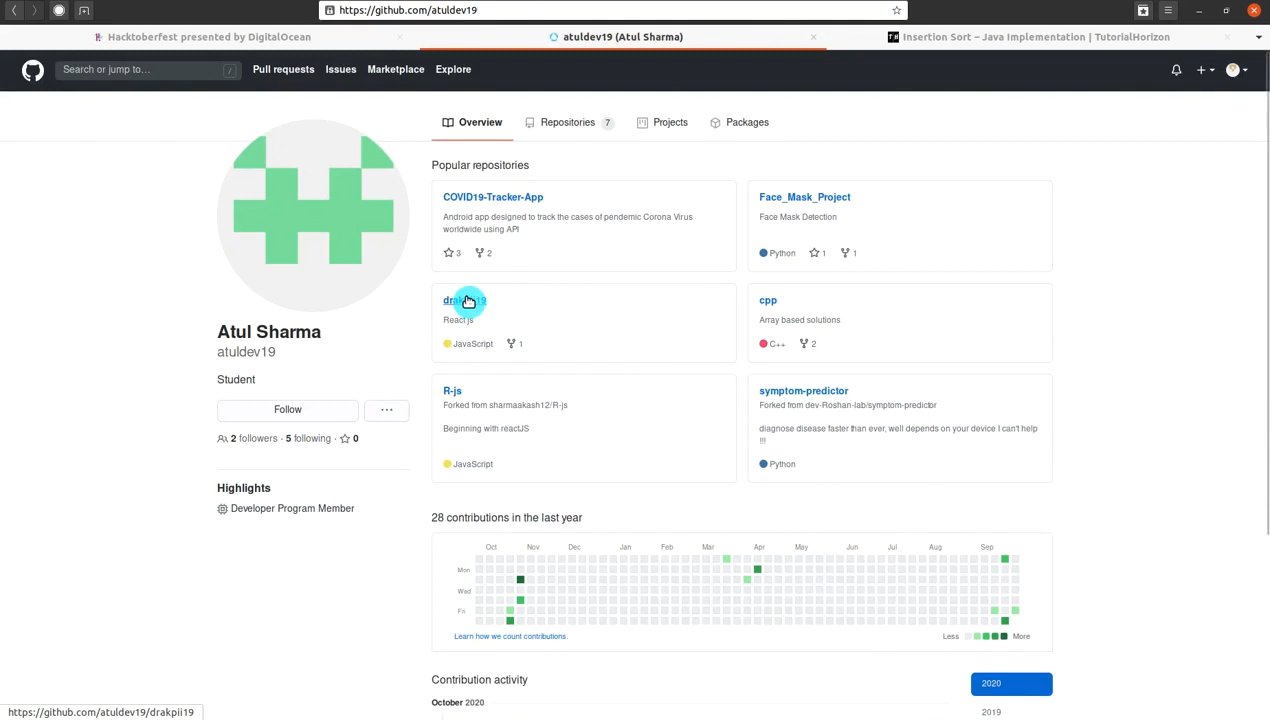 https://github.com/atuldev19
Hacktoberfest presented by DigitalOcean
atuldev19 (Atul Sharma)
Insertion Sort – Java Implementation | TutorialHorizon
Search or jump to…
/
Pull requests
Issues
Marketplace
Explore
Overview
Repositories 7
Projects
Packages
Popular repositories
COVID19-Tracker-App
Android app designed to track the cases of pandemic Corona Virus
worldwide using API
3
2
Face_Mask_Project
Face Mask Detection
Python
1
1
React js
JavaScript
1
cpp
Array based solutions
C++
2
R-js
Forked from sharmaakash12/R-js
Beginning with reactJS
JavaScript
symptom-predictor
Forked from dev-Roshan-lab/symptom-predictor
diagnose disease faster than ever, well depends on your device I can't help
!!!
Python
Atul Sharma
atuldev19
Student
Follow
2 followers · 5 following · 0
Highlights
Developer Program Member
28 contributions in the last year
Oct Nov Dec Jan Feb Mar Apr May Jun Jul Aug Sep
Mon
Wed
Fri
Learn how we count contributions.
Less
More
Contribution activity
2020
October 2020
2019
https://github.com/atuldev19/drakpii19